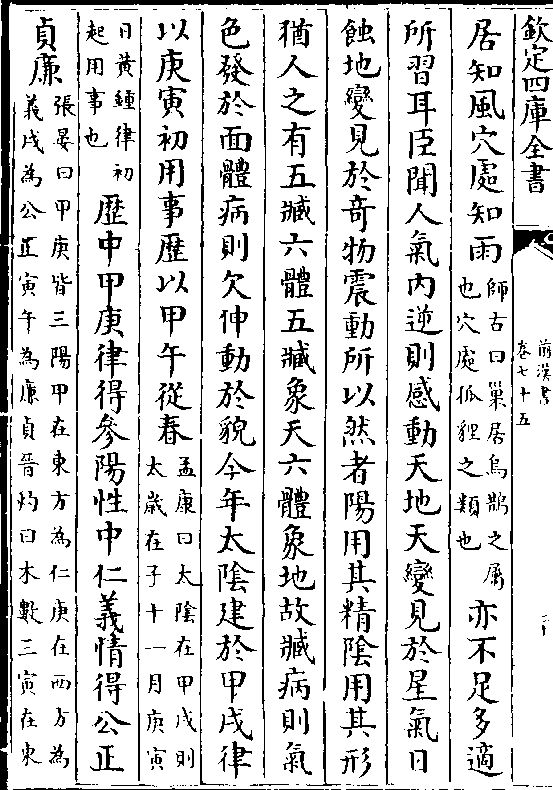 欽定四庫全書
前漢書
卷七十五
居知風穴處知雨
師古曰巢居烏鵲之屬
也穴處狐貍之類也
亦不足多適
所習耳臣聞人氣内逆則感動天地天變見於星氣日
蝕地變見於奇物震動所以然者陽用其精陰用其形
猶人之有五臓六體五臓象天六體象地故臓病則氣
色發於面體病則欠伸動於貌今年太陰建於甲戌律
以庚寅初用事歴以甲午從春
孟康曰太陰在甲戌則
太歳在子十一月庚寅
日黄鍾律初
起用事也
歴中甲庚律得參陽性中仁義情得公正
貞廉
張晏曰甲庚皆三陽甲在東方為仁庚在西方為
義戌為公正寅午為廉貞晉灼曰木數三寅在東